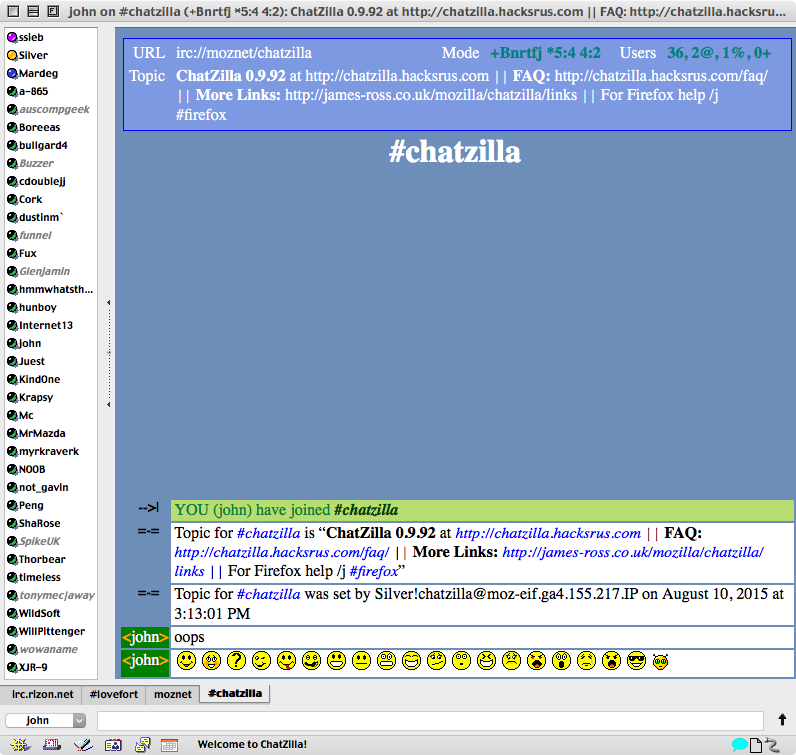 john on #chatzilla (+Bnrtfj *5:4 4:2): ChatZilla 0.9.92 at http://chatzilla.hacksrus.com || FAQ: http://chatzilla.hacksru...
ssieb
Silver
Mardeg
a-865
auscompgeek
Boreeas
bullgard4
Buzzer
cdoublejj
Cork
dustinm`
funnel
Fux
Glenjamin
hmmwhatsth...
hunboy
Internet13
john
Juest
KindOne
Krapsy
Mc
MrMazda
myrkraverk
N00B
not_gavin
Peng
ShaRose
SpikeUK
Thorbear
timeless
tonymec|away
WildSoft
WillPittenger
wowaname
XJR-9
URL irc://moznet/chatzilla Mode +Bnrtfj *5:4 4:2 Users 36, 2@, 1%, 0+
Topic ChatZilla 0.9.92 at http://chatzilla.hacksrus.com || FAQ: http://chatzilla.hacksrus.com/faq/
|| More Links: http://james-ross.co.uk/mozilla/chatzilla/links || For Firefox help /j
#firefox
#chatzilla
-->| YOU (john) have joined #chatzilla
=-= Topic for #chatzilla is “ChatZilla 0.9.92 at http://chatzilla.hacksrus.com || FAQ:
http://chatzilla.hacksrus.com/faq/ || More Links: http://james-ross.co.uk/mozilla/chatzilla/
links || For Firefox help /j #firefox”
=-= Topic for #chatzilla was set by Silver!chatzilla@moz-eif.ga4.155.217.IP on August 10, 2015 at
3:13:01 PM
<john> oops
<john>
irc.rizon.net #lovefort moznet #chatzilla
john
Welcome to ChatZilla!